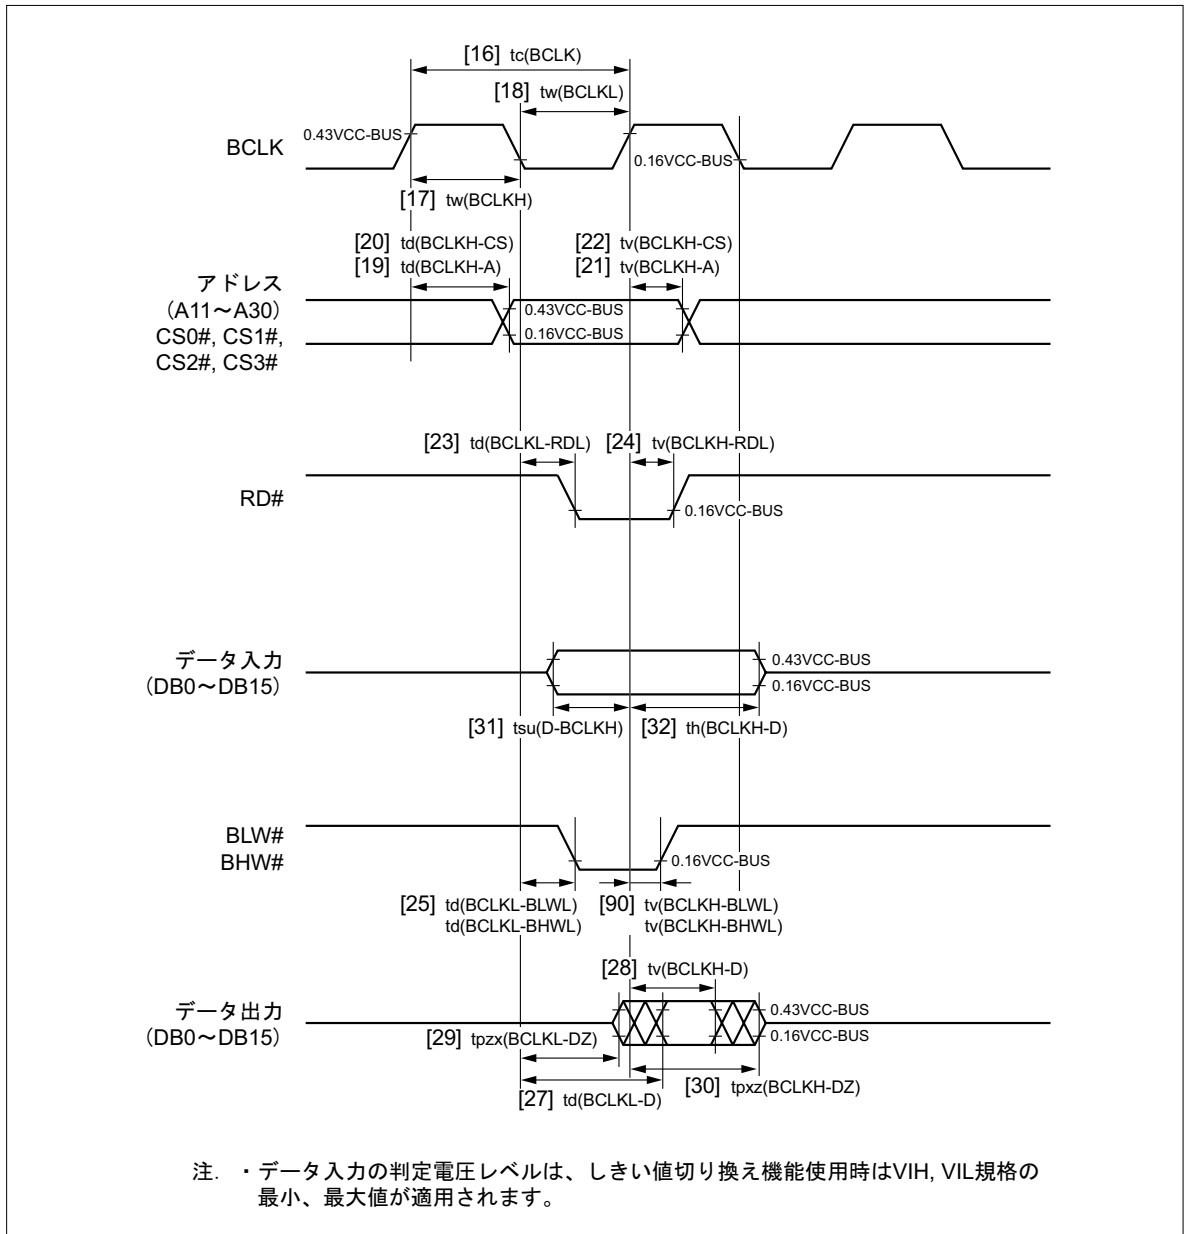 [16] tc(BCLK)
[18] tw(BCLKL)
0.43VCC-BUS
BCLK
0.16VCC-BUS
[17] tw(BCLKH)
[20] td(BCLKH-CS)
[22] tv(BCLKH-CS)
[19] td(BCLKH-A)
[21] tv(BCLKH-A)
アドレス
（A11〜A30）
CS0#, CS1#,
CS2#, CS3#
0.43VCC-BUS
0.16VCC-BUS
[23] td(BCLKL-RDL)
[24] tv(BCLKH-RDL)
RD#
0.16VCC-BUS
データ入力
（DB0〜DB15）
0.43VCC-BUS
0.16VCC-BUS
[31] tsu(D-BCLKH)
[32] th(BCLKH-D)
BLW#
BHW#
0.16VCC-BUS
[25] td(BCLKL-BLWL)
td(BCLKL-BHWL)
[90] tv(BCLKH-BLWL)
tv(BCLKH-BHWL)
[28] tv(BCLKH-D)
データ出力
（DB0〜DB15）
0.43VCC-BUS
0.16VCC-BUS
[29] tpzx(BCLKL-DZ)
[30] tpxz(BCLKH-DZ)
[27] td(BCLKL-D)
注. ・データ入力の判定電圧レベルは、しきい値切り換え機能使用時はVIH, VIL規格の
最小、最大値が適用されます。